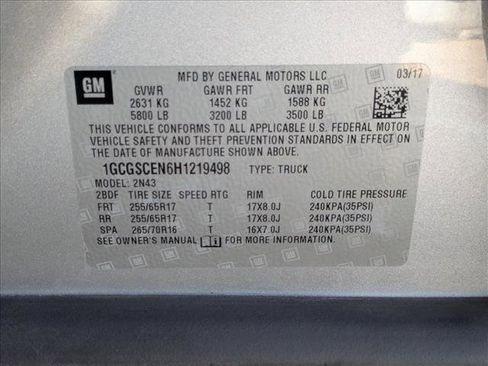 GM MFD BY GENERAL MOTORS LLC 03/17
GVWR GAWR FRT GAWR RR
2631 KG 1452 KG 1588 KG
5800 LB 3200 LB 3500 LB
THIS VEHICLE CONFORMS TO ALL APPLICABLE U.S. FEDERAL MOTOR
VEHICLE SAFETY AND THEFT PREVENTION STANDARDS IN EFFECT ON THE
DATE OF MANUFACTURE SHOWN ABOVE.
1GCGSCEN6H1219498 TYPE: TRUCK
MODEL: 2N43
2BDF TIRE SIZE SPEED RTG RIM COLD TIRE PRESSURE
FRT 255/65R17 T 17X8.0J 240KPA(35PSI)
RR 255/65R17 T 17X8.0J 240KPA(35PSI)
SPA 265/70R16 T 16X7.0J 240KPA(35PSI)
SEE OWNER'S MANUAL FOR MORE INFORMATION.